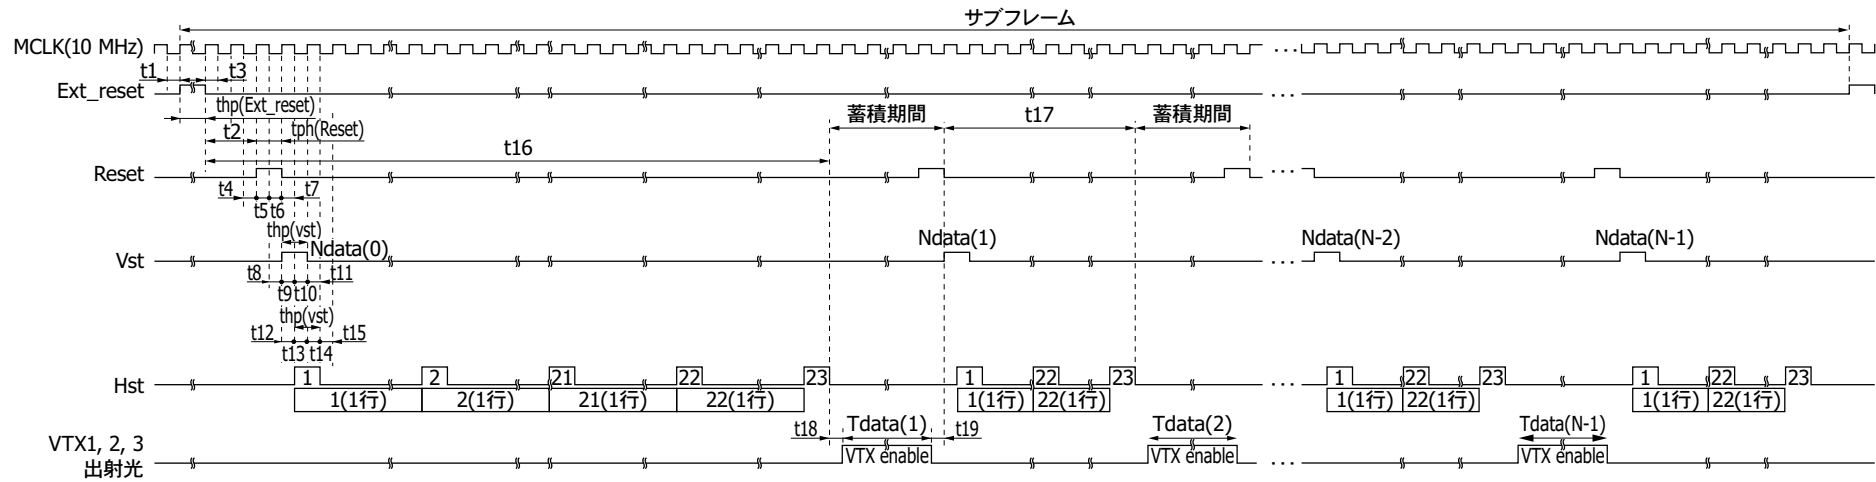 サブフレーム
MCLK(10 MHz)
t1
t3
Ext_reset
thp(Ext_reset)
蓄積期間
t17
蓄積期間
t2
tph(Reset)
t16
Reset
t4
t7
t5
t6
thp(vst)
Ndata(0)
Ndata(1)
Ndata(N-2)
Ndata(N-1)
Vst
t8
t11
t9
t10
thp(vst)
t12
t15
t13
t14
Hst
1
2
21
22
23
1
22
23
1
22
23
1
22
23
1(1行)
2(1行)
21(1行)
22(1行)
1(1行)
22(1行)
1(1行)
22(1行)
1(1行)
22(1行)
t18
Tdata(1)
t19
Tdata(2)
Tdata(N-1)
VTX1, 2, 3
出射光
VTX enable
VTX enable
VTX enable